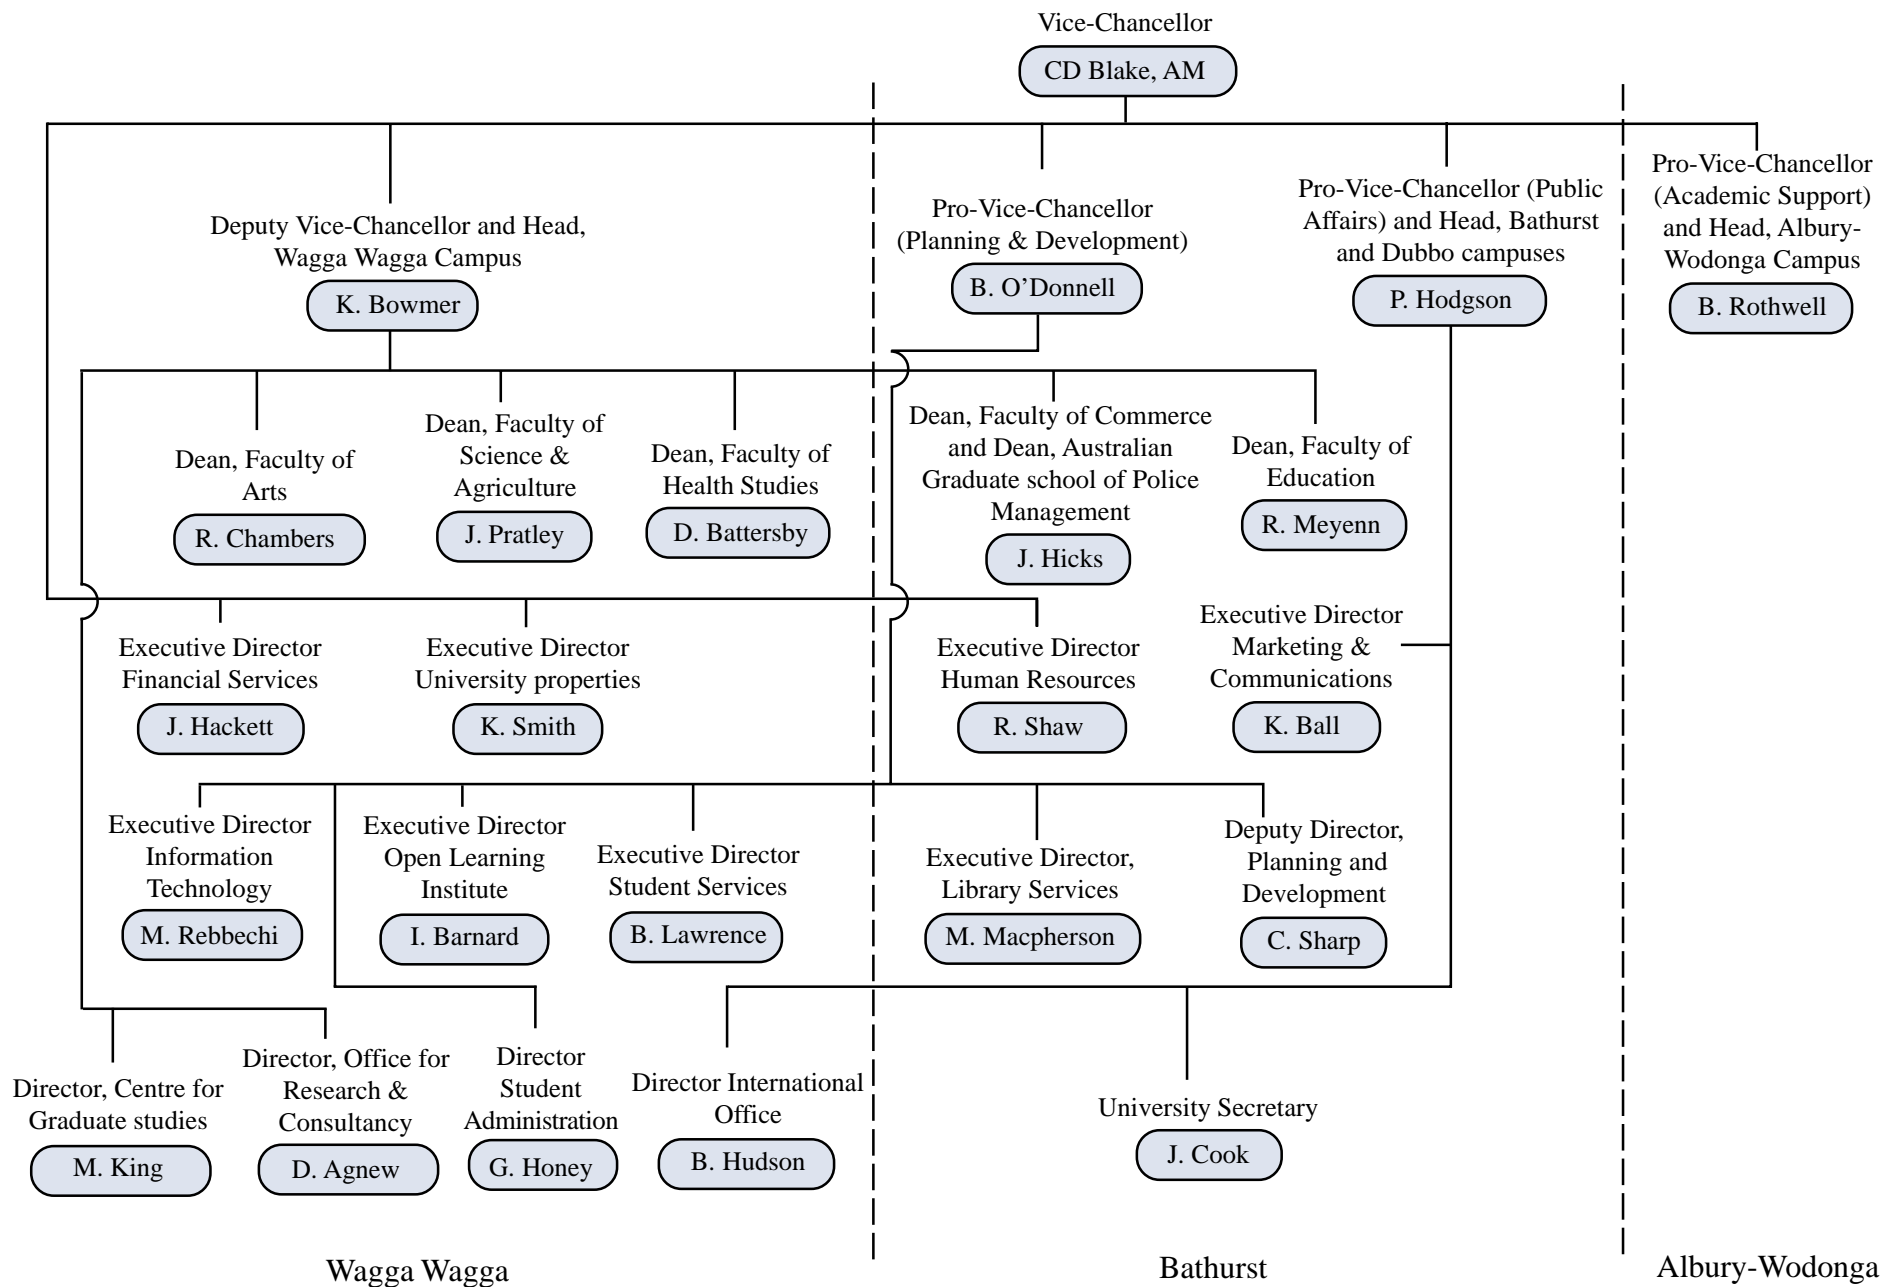 Vice-Chancellor
CD Blake, AM
Deputy Vice-Chancellor and Head,
Wagga Wagga Campus
K. Bowmer
Pro-Vice-Chancellor
(Planning & Development)
B. O’Donnell
Pro-Vice-Chancellor (Public
Affairs) and Head, Bathurst
and Dubbo campuses
P. Hodgson
Pro-Vice-Chancellor
(Academic Support)
and Head, Albury-
Wodonga Campus
B. Rothwell
Dean, Faculty of
Arts
R. Chambers
Dean, Faculty of
Science &
Agriculture
J. Pratley
Dean, Faculty of
Health Studies
D. Battersby
Dean, Faculty of Commerce
and Dean, Australian
Graduate school of Police
Management
J. Hicks
Dean, Faculty of
Education
R. Meyenn
Executive Director
Financial Services
J. Hackett
Executive Director
University properties
K. Smith
Executive Director
Human Resources
R. Shaw
Executive Director
Marketing &
Communications
K. Ball
Executive Director
Information
Technology
M. Rebbechi
Executive Director
Open Learning
Institute
I. Barnard
Executive Director
Student Services
B. Lawrence
Executive Director,
Library Services
M. Macpherson
Deputy Director,
Planning and
Development
C. Sharp
Director, Centre for
Graduate studies
M. King
Director, Office for
Research &
Consultancy
D. Agnew
Director
Student
Administration
G. Honey
Director International
Office
B. Hudson
University Secretary
J. Cook
Wagga Wagga
Bathurst
Albury-Wodonga